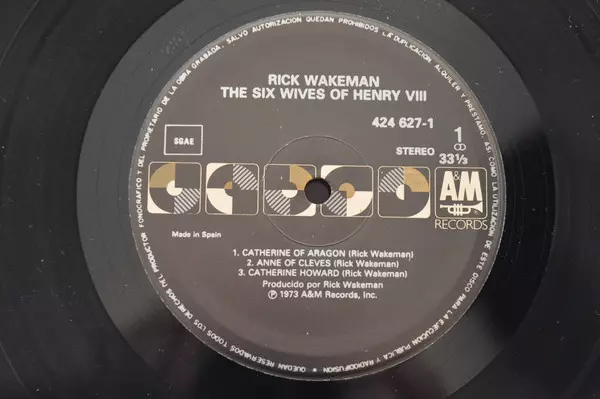 SALVO AUTORIZACION QUEDAN PROHIBIDOS LA DUPLICACION, ALQUILER Y PRESTAMO, ASI COMO LA UTILIZACION DE ESTE DISCO PARA LA EJECUCION PUBLICA Y RADIODIFUSION
QUEDAN RESERVADOS TODOS LOS DERECHOS DEL PRODUCTOR FONOGRAFICO Y DEL PROPIETARIO DE LA OBRA GRABADA.
RICK WAKEMAN
THE SIX WIVES OF HENRY VIII
424 627-1
1
SGAE
STEREO
33⅓
A&M
RECORDS
Made in Spain
1. CATHERINE OF ARAGON (Rick Wakeman)
2. ANNE OF CLEVES (Rick Wakeman)
3. CATHERINE HOWARD (Rick Wakeman)
Producido por Rick Wakeman
℗ 1973 A&M Records, Inc.